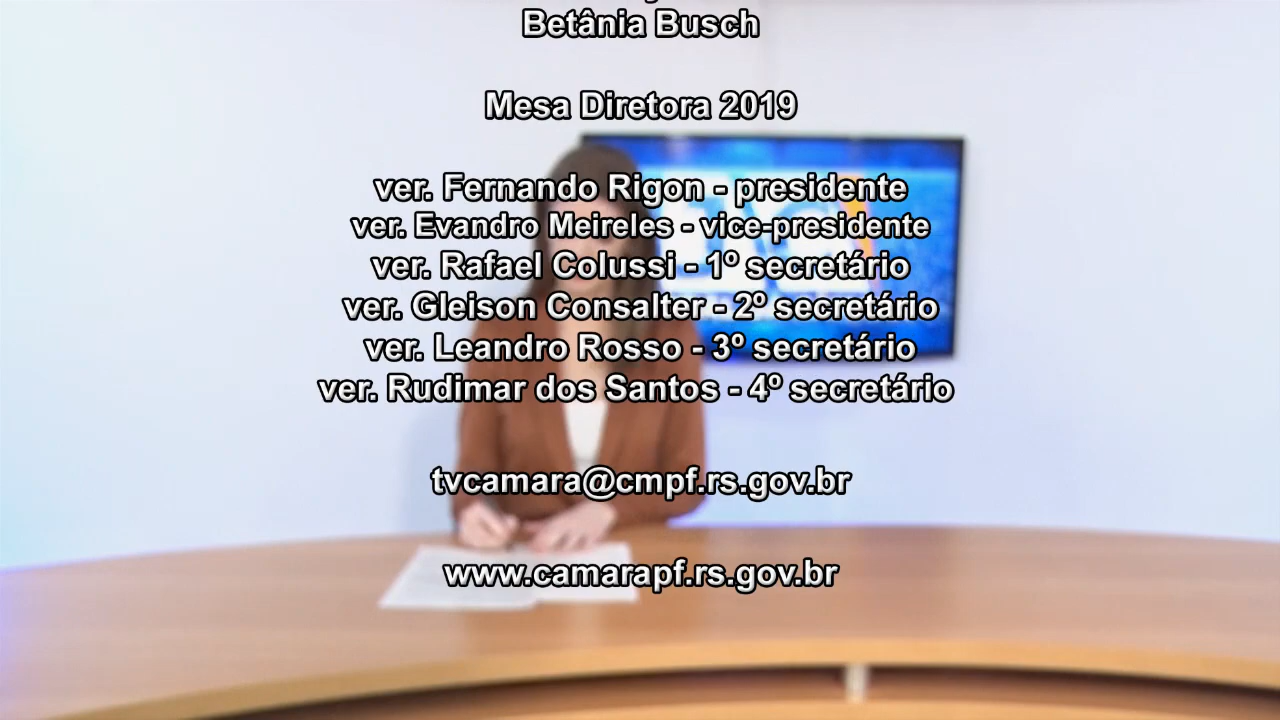 Betânia Busch
Mesa Diretora 2019
ver. Fernando Rigon - presidente
ver. Evandro Meireles - vice-presidente
ver. Rafael Colussi - 1º secretário
ver. Gleison Consalter - 2º secretário
ver. Leandro Rosso - 3º secretário
ver. Rudimar dos Santos - 4º secretário
tvcamara@cmpf.rs.gov.br
www.camarapf.rs.gov.br